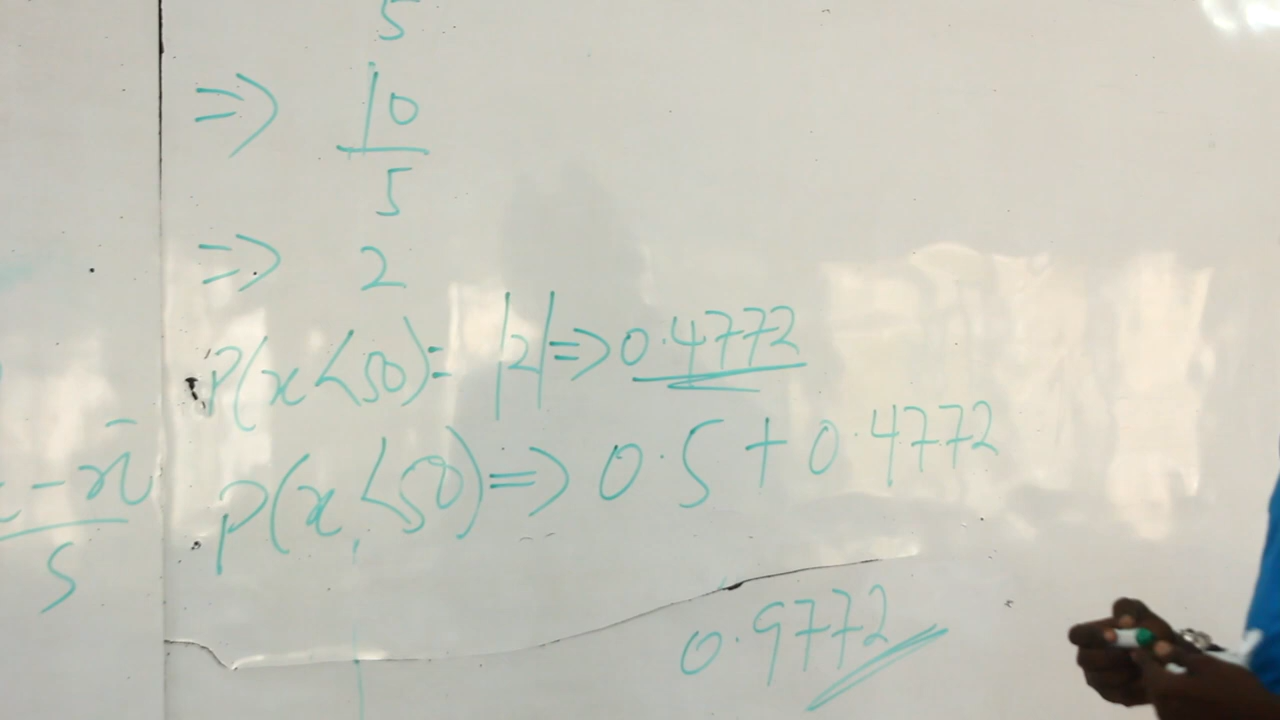 5
=> 10
5
=> 2
P(x<50)= |2| => 0.4772
P(x<50) => 0.5 + 0.4772
0.9772
- x̄
s